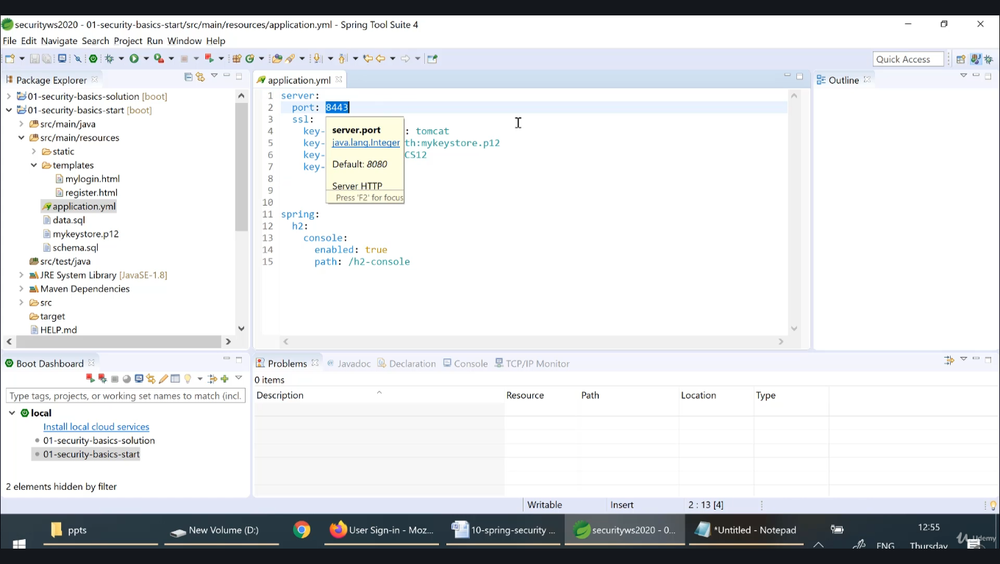 securityws2020 - 01-security-basics-start/src/main/resources/application.yml - Spring Tool Suite 4
File Edit Navigate Search Project Run Window Help
Quick Access
Package Explorer
01-security-basics-solution [boot]
01-security-basics-start [boot]
src/main/java
src/main/resources
static
templates
mylogin.html
register.html
application.yml
data.sql
mykeystore.p12
schema.sql
src/test/java
JRE System Library [JavaSE-1.8]
Maven Dependencies
src
target
HELP.md
application.yml
1 server:
2 port: 8443
3 ssl:
4 key- : tomcat
5 key- th:mykeystore.p12
6 key- CS12
7 key-
8
9
10
11 spring:
12 h2:
13 console:
14 enabled: true
15 path: /h2-console
server.port
java.lang.Integer
Default: 8080
Server HTTP
Press 'F2' for focus
Outline
Boot Dashboard
Type tags, projects, or working set names to match (incl.
local
Install local cloud services
01-security-basics-solution
01-security-basics-start
2 elements hidden by filter
Problems Javadoc Declaration Console TCP/IP Monitor
0 items
Description Resource Path Location Type
Writable Insert 2 : 13 [4]
ppts
New Volume (D:)
User Sign-in - Moz...
10-spring-security ...
securityws2020 - 0...
*Untitled - Notepad
ENG
12:55
Thursday
Udemy